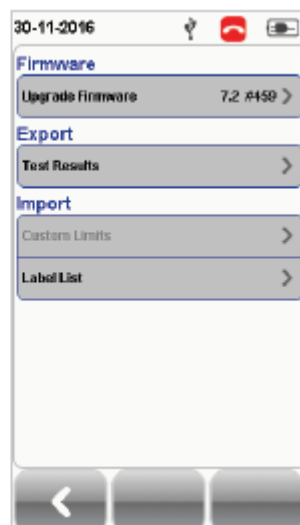 30-11-2016
Firmware
Upgrade Firmware 7.2 #459
Export
Test Results
Import
Custom Limits
Label List